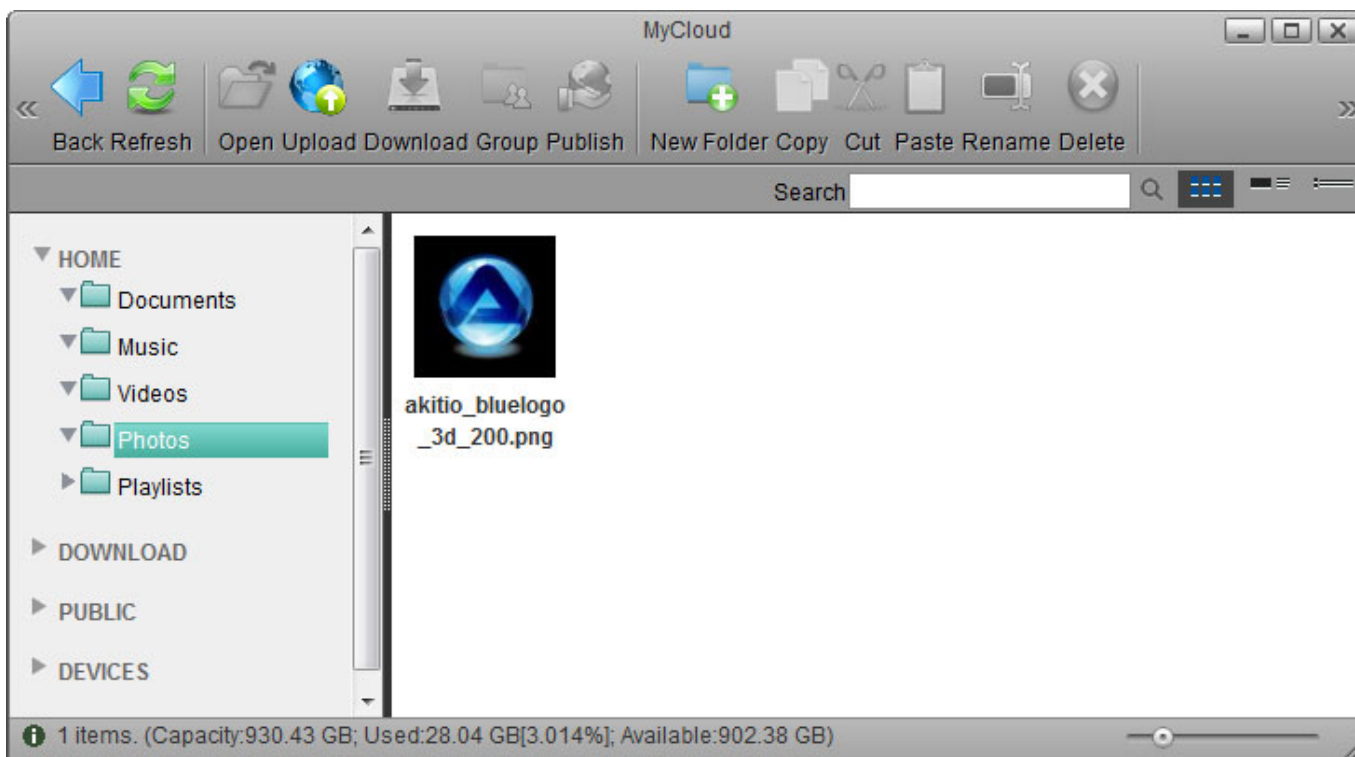 MyCloud
Back Refresh Open Upload Download Group Publish New Folder Copy Cut Paste Rename Delete
Search
HOME
Documents
Music
Videos
Photos
Playlists
DOWNLOAD
PUBLIC
DEVICES
akitio_bluelogo
_3d_200.png
1 items. (Capacity:930.43 GB; Used:28.04 GB[3.014%]; Available:902.38 GB)